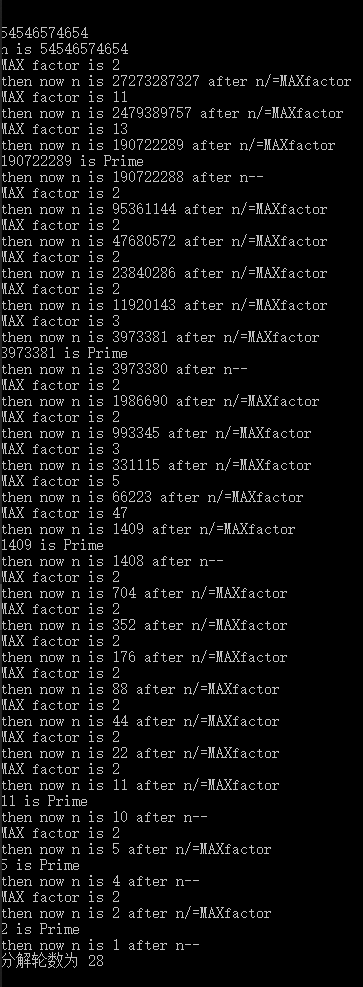 54546574654
n is 54546574654
MAX factor is 2
then now n is 27273287327 after n/=MAXfactor
MAX factor is 11
then now n is 2479389757 after n/=MAXfactor
MAX factor is 13
then now n is 190722289 after n/=MAXfactor
190722289 is Prime
then now n is 190722288 after n--
MAX factor is 2
then now n is 95361144 after n/=MAXfactor
MAX factor is 2
then now n is 47680572 after n/=MAXfactor
MAX factor is 2
then now n is 23840286 after n/=MAXfactor
MAX factor is 2
then now n is 11920143 after n/=MAXfactor
MAX factor is 3
then now n is 3973381 after n/=MAXfactor
3973381 is Prime
then now n is 3973380 after n--
MAX factor is 2
then now n is 1986690 after n/=MAXfactor
MAX factor is 2
then now n is 993345 after n/=MAXfactor
MAX factor is 3
then now n is 331115 after n/=MAXfactor
MAX factor is 5
then now n is 66223 after n/=MAXfactor
MAX factor is 47
then now n is 1409 after n/=MAXfactor
1409 is Prime
then now n is 1408 after n--
MAX factor is 2
then now n is 704 after n/=MAXfactor
MAX factor is 2
then now n is 352 after n/=MAXfactor
MAX factor is 2
then now n is 176 after n/=MAXfactor
MAX factor is 2
then now n is 88 after n/=MAXfactor
MAX factor is 2
then now n is 44 after n/=MAXfactor
MAX factor is 2
then now n is 22 after n/=MAXfactor
MAX factor is 2
then now n is 11 after n/=MAXfactor
11 is Prime
then now n is 10 after n--
MAX factor is 2
then now n is 5 after n/=MAXfactor
5 is Prime
then now n is 4 after n--
MAX factor is 2
then now n is 2 after n/=MAXfactor
2 is Prime
then now n is 1 after n--
分解轮数为 28